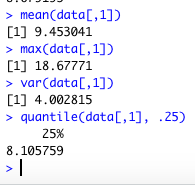 > mean(data[,1])
[1] 9.453041
> max(data[,1])
[1] 18.67771
> var(data[,1])
[1] 4.002815
> quantile(data[,1], .25)
25%
8.105759
>